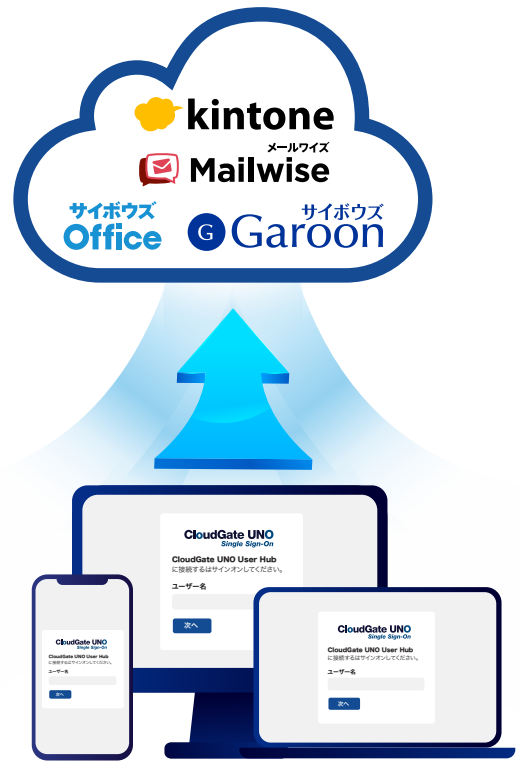 kintone
メールワイズ
Mailwise
サイボウズ
Office
サイボウズ
G Garoon
CloudGate UNO
Single Sign-On
CloudGate UNO User Hub
に接続するはサインオンしてください。
ユーザー名
次へ
CloudGate UNO
Single Sign-On
CloudGate UNO User Hub
に接続するはサインオンしてください。
ユーザー名
次へ
CloudGate UNO
Single Sign-On
CloudGate UNO User Hub
に接続するはサインオンしてください。
ユーザー名
次へ